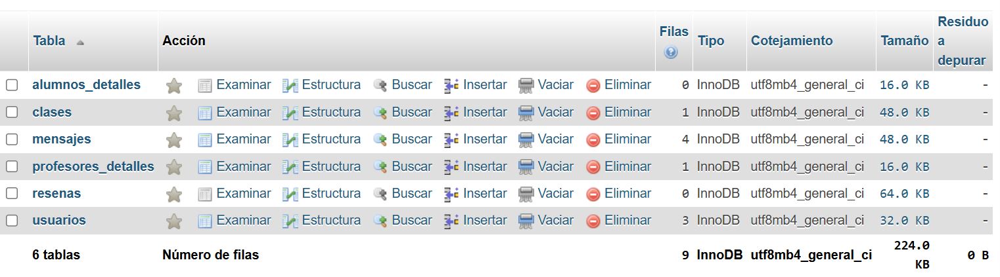 Tabla Acción Filas Tipo Cotejamiento Tamaño Residuo a depurar
alumnos_detalles Examinar Estructura Buscar Insertar Vaciar Eliminar 0 InnoDB utf8mb4_general_ci 16.0 KB -
clases Examinar Estructura Buscar Insertar Vaciar Eliminar 1 InnoDB utf8mb4_general_ci 48.0 KB -
mensajes Examinar Estructura Buscar Insertar Vaciar Eliminar 4 InnoDB utf8mb4_general_ci 48.0 KB -
profesores_detalles Examinar Estructura Buscar Insertar Vaciar Eliminar 1 InnoDB utf8mb4_general_ci 16.0 KB -
resenas Examinar Estructura Buscar Insertar Vaciar Eliminar 0 InnoDB utf8mb4_general_ci 64.0 KB -
usuarios Examinar Estructura Buscar Insertar Vaciar Eliminar 3 InnoDB utf8mb4_general_ci 32.0 KB -
6 tablas Número de filas 9 InnoDB utf8mb4_general_ci 224.0 KB 0 B